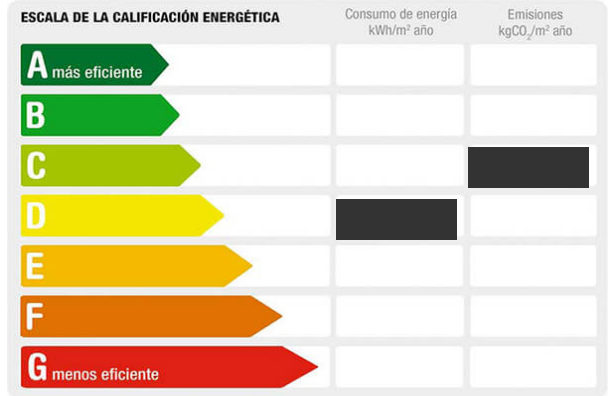 ESCALA DE LA CALIFICACIÓN ENERGÉTICA
Consumo de energía
kWh/m² año
Emisiones
kgCO₂/m² año
A más eficiente
B
C
D
E
F
G menos eficiente